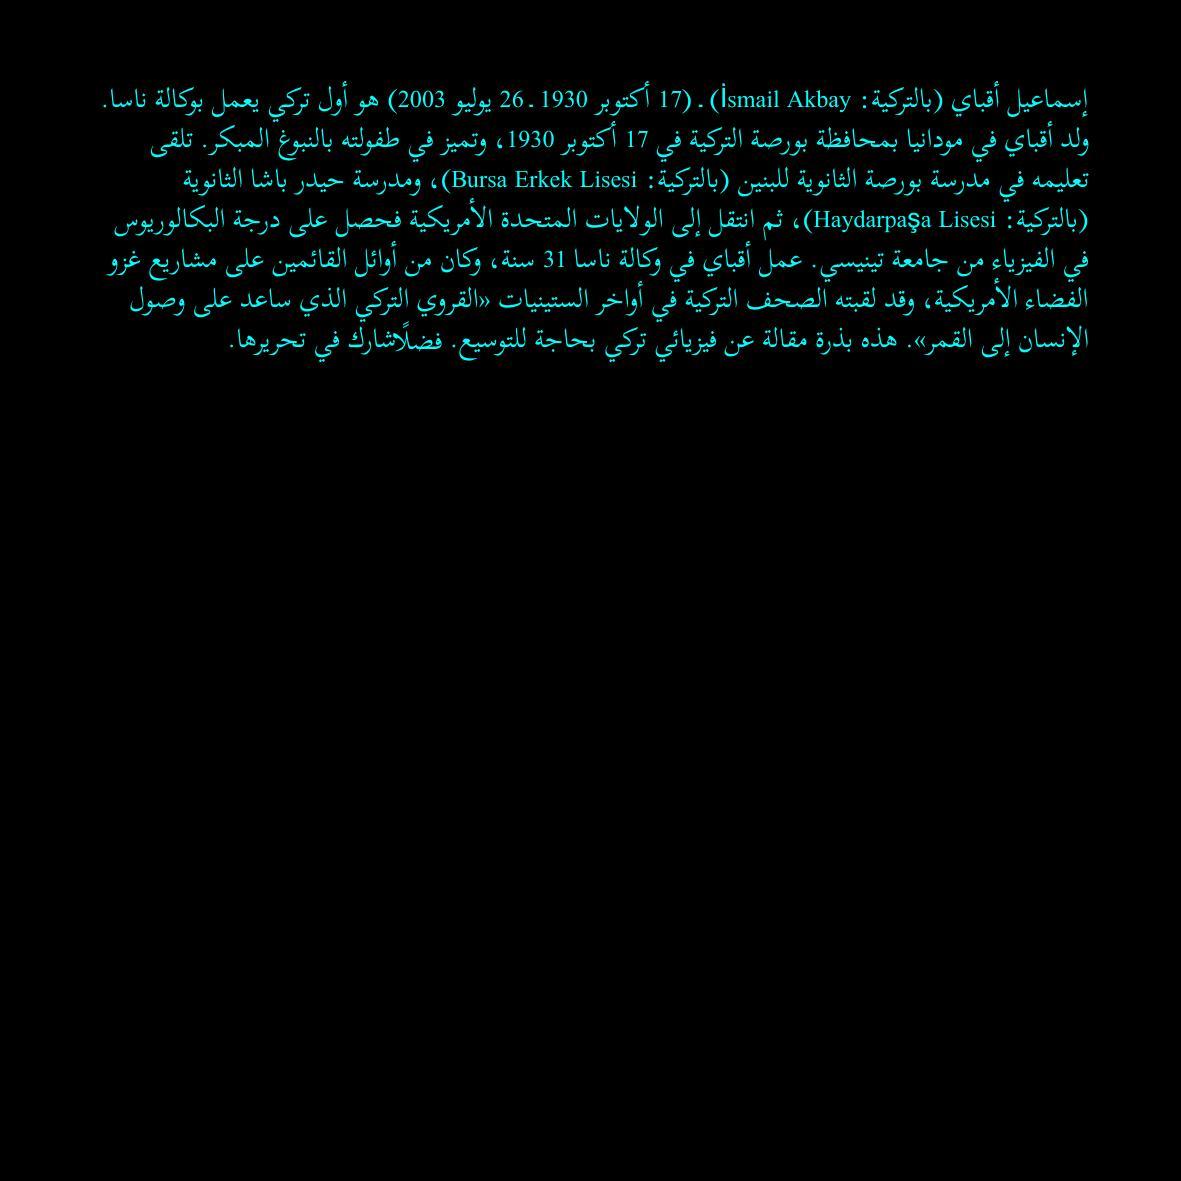 إسماعيل أقباي (بالتركية: İsmail Akbay) ـ (17 أكتوبر 1930 ـ 26 يوليو 2003) هو أول تركي يعمل بوكالة ناسا.
ولد أقباي في مودانيا بمحافظة بورصة التركية في 17 أكتوبر 1930، وتميز في طفولته بالنبوغ المبكر. تلقى
تعليمه في مدرسة بورصة الثانوية للبنين (بالتركية: Bursa Erkek Lisesi)، ومدرسة حيدر باشا الثانوية
(بالتركية: Haydarpaşa Lisesi)، ثم انتقل إلى الولايات المتحدة الأمريكية فحصل على درجة البكالوريوس
في الفيزياء من جامعة تينيسي. عمل أقباي في وكالة ناسا 31 سنة، وكان من أوائل القائمين على مشاريع غزو
الفضاء الأمريكية، وقد لقبته الصحف التركية في أواخر الستينيات «القروي التركي الذي ساعد على وصول
الإنسان إلى القمر». هذه بذرة مقالة عن فيزيائي تركي بحاجة للتوسيع. فضلًاشارك في تحريرها.